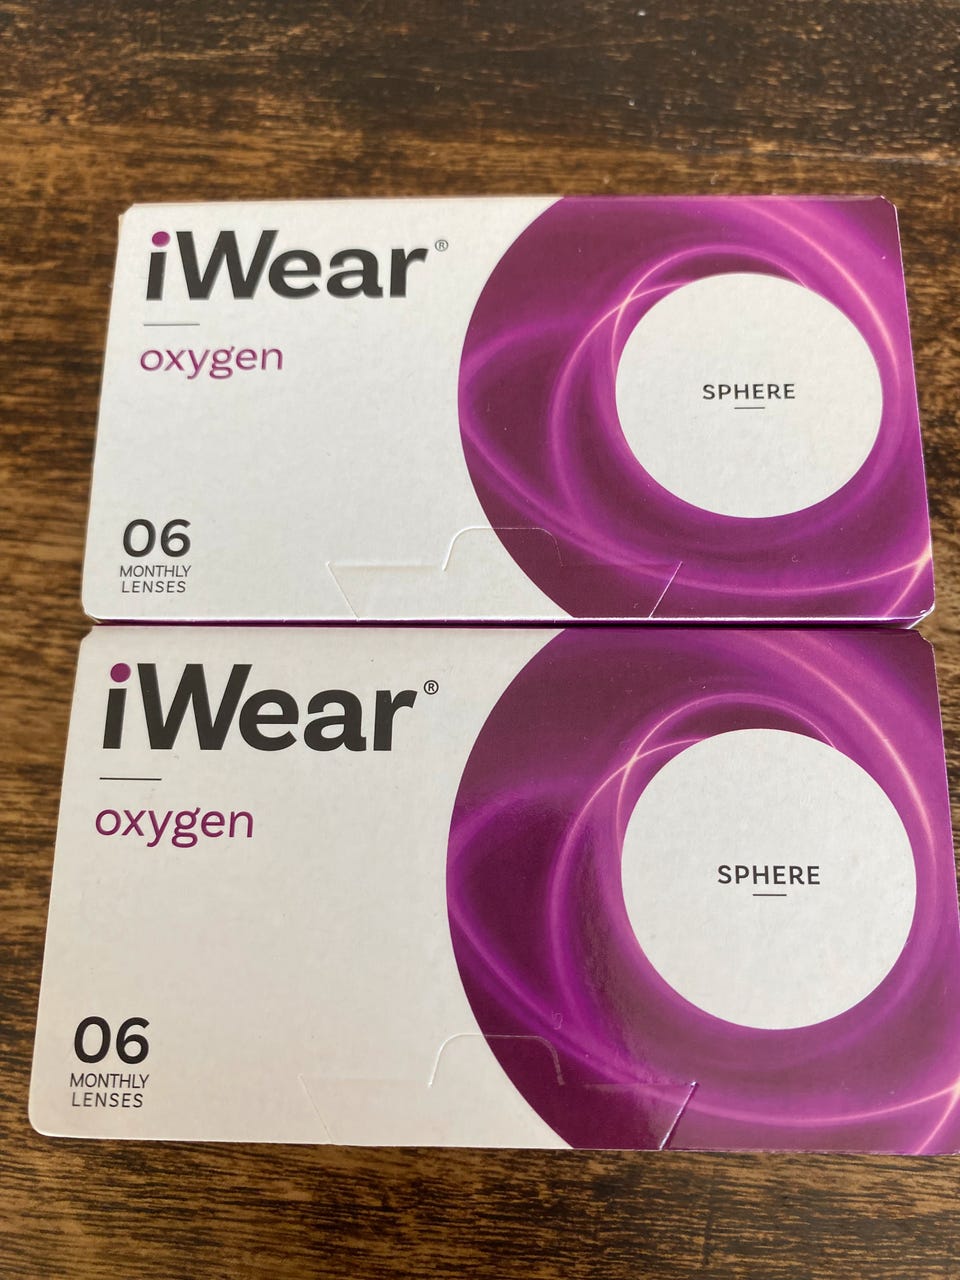 iWear®
oxygen
SPHERE
06
MONTHLY
LENSES
iWear®
oxygen
SPHERE
06
MONTHLY
LENSES